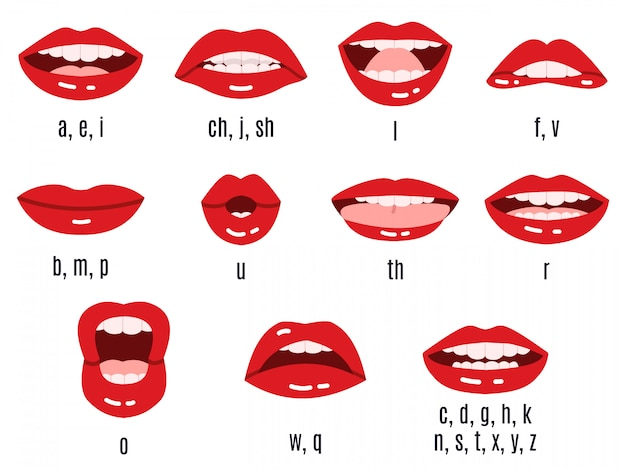 a, e, i
ch, j, sh
l
f, v
b, m, p
u
th
r
o
w, q
c, d, g, h, k
n, s, t, x, y, z